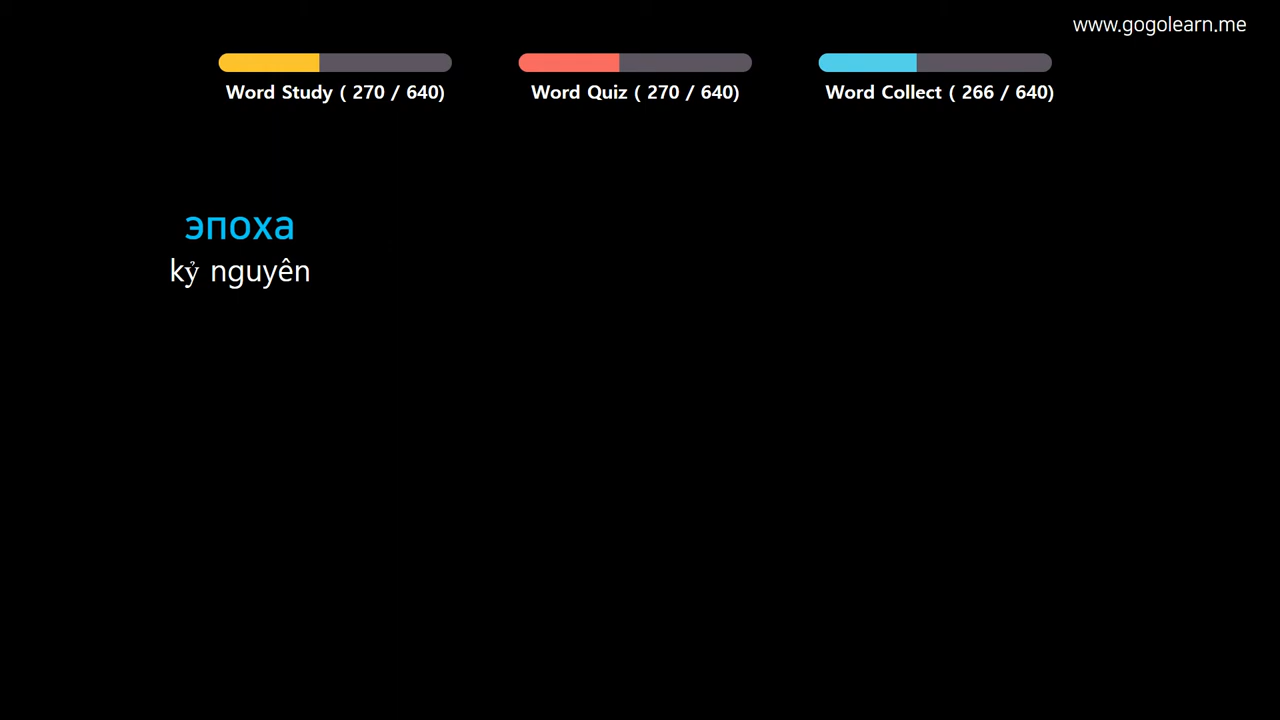 www.gogolearn.me
Word Study ( 270 / 640)
Word Quiz ( 270 / 640)
Word Collect ( 266 / 640)
эпоха
kỷ nguyên